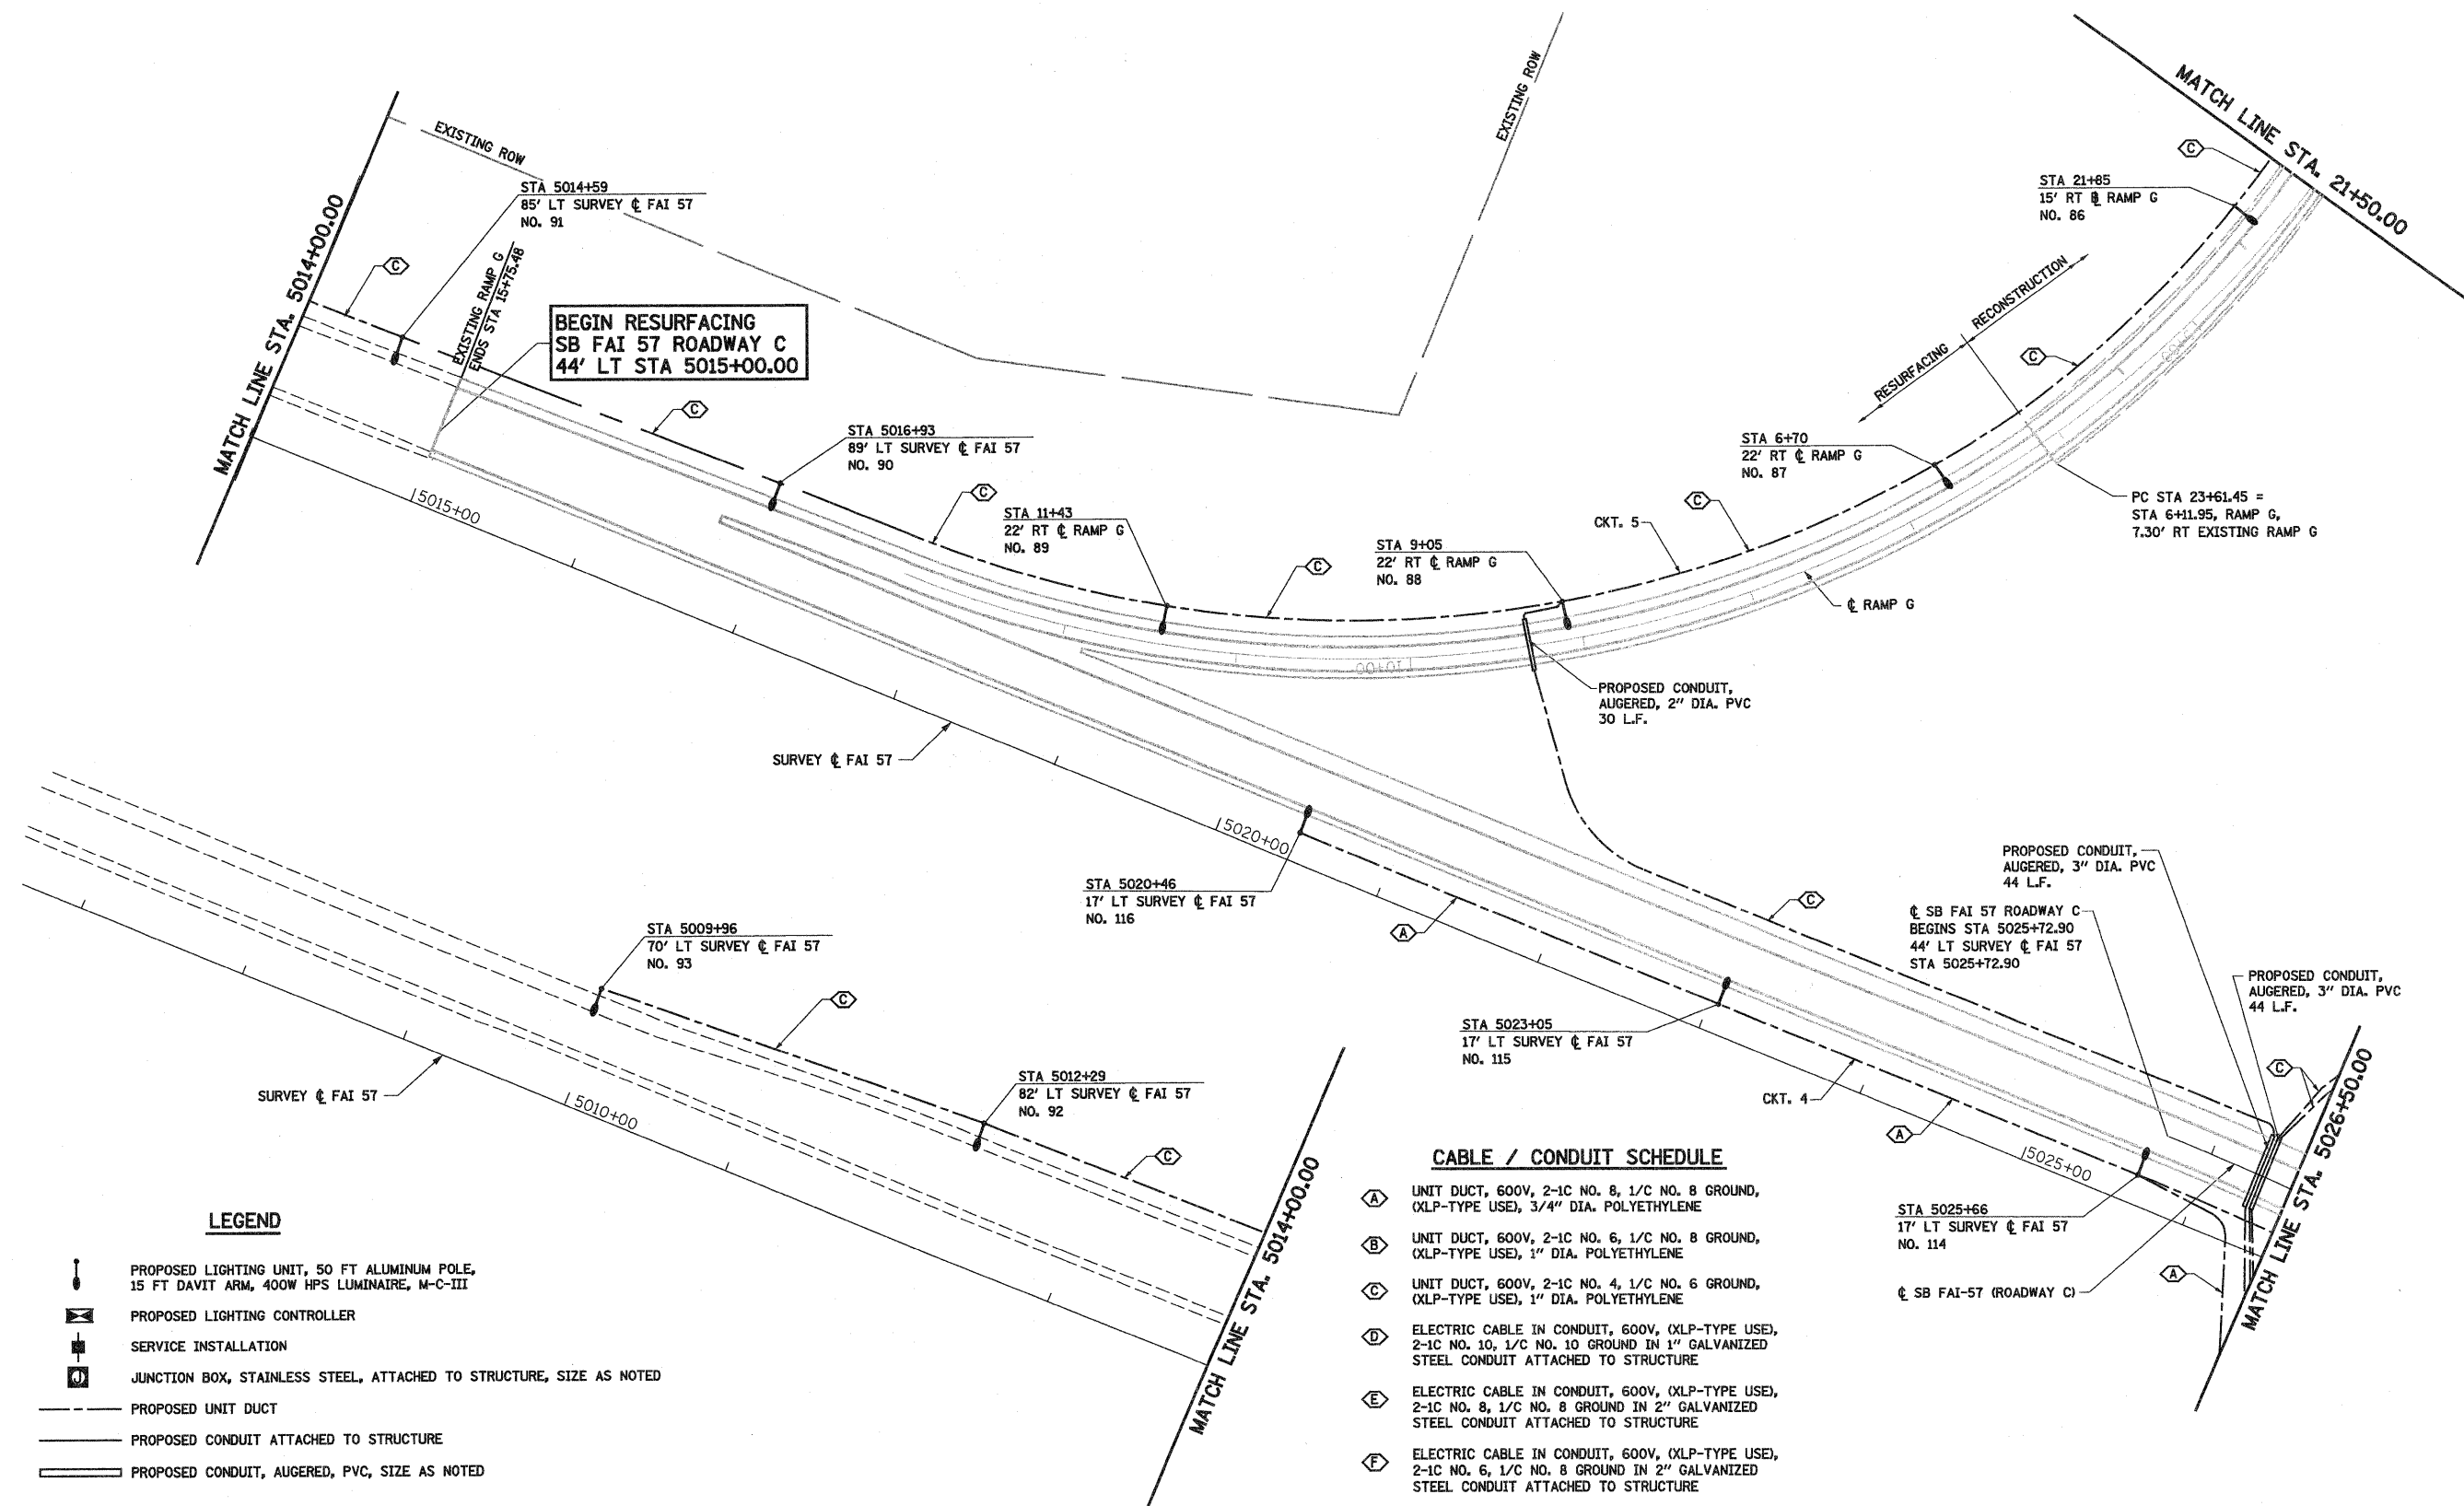 MATCH LINE STA. 5014+00.00
EXISTING ROW
STA 5014+59
85' LT SURVEY ℄ FAI 57
NO. 91
C
EXISTING RAMP G
ENDS STA 15+75.48
BEGIN RESURFACING
SB FAI 57 ROADWAY C
44' LT STA 5015+00.00
EXISTING ROW
MATCH LINE STA. 21+50.00
C
STA 21+85
15' RT ℄ RAMP G
NO. 86
RECONSTRUCTION
RESURFACING
C
C
STA 5016+93
89' LT SURVEY ℄ FAI 57
NO. 90
STA 6+70
22' RT ℄ RAMP G
NO. 87
PC STA 23+61.45 =
STA 6+11.95, RAMP G,
7.30' RT EXISTING RAMP G
5015+00
C
STA 11+43
22' RT ℄ RAMP G
NO. 89
C
CKT. 5
C
STA 9+05
22' RT ℄ RAMP G
NO. 88
℄ RAMP G
10+00
PROPOSED CONDUIT,
AUGERED, 2" DIA. PVC
30 L.F.
SURVEY ℄ FAI 57
5020+00
STA 5020+46
17' LT SURVEY ℄ FAI 57
NO. 116
A
C
PROPOSED CONDUIT,
AUGERED, 3" DIA. PVC
44 L.F.
℄ SB FAI 57 ROADWAY C
BEGINS STA 5025+72.90
44' LT SURVEY ℄ FAI 57
STA 5025+72.90
PROPOSED CONDUIT,
AUGERED, 3" DIA. PVC
44 L.F.
C
MATCH LINE STA. 5026+50.00
STA 5023+05
17' LT SURVEY ℄ FAI 57
NO. 115
CKT. 4
A
5025+00
STA 5025+66
17' LT SURVEY ℄ FAI 57
NO. 114
A
℄ SB FAI-57 (ROADWAY C)
STA 5009+96
70' LT SURVEY ℄ FAI 57
NO. 93
C
SURVEY ℄ FAI 57
5010+00
STA 5012+29
82' LT SURVEY ℄ FAI 57
NO. 92
C
MATCH LINE STA. 5014+00.00
LEGEND
PROPOSED LIGHTING UNIT, 50 FT ALUMINUM POLE,
15 FT DAVIT ARM, 400W HPS LUMINAIRE, M-C-III
PROPOSED LIGHTING CONTROLLER
SERVICE INSTALLATION
J JUNCTION BOX, STAINLESS STEEL, ATTACHED TO STRUCTURE, SIZE AS NOTED
PROPOSED UNIT DUCT
PROPOSED CONDUIT ATTACHED TO STRUCTURE
PROPOSED CONDUIT, AUGERED, PVC, SIZE AS NOTED
CABLE / CONDUIT SCHEDULE
A UNIT DUCT, 600V, 2-1C NO. 8, 1/C NO. 8 GROUND,
(XLP-TYPE USE), 3/4" DIA. POLYETHYLENE
B UNIT DUCT, 600V, 2-1C NO. 6, 1/C NO. 8 GROUND,
(XLP-TYPE USE), 1" DIA. POLYETHYLENE
C UNIT DUCT, 600V, 2-1C NO. 4, 1/C NO. 6 GROUND,
(XLP-TYPE USE), 1" DIA. POLYETHYLENE
D ELECTRIC CABLE IN CONDUIT, 600V, (XLP-TYPE USE),
2-1C NO. 10, 1/C NO. 10 GROUND IN 1" GALVANIZED
STEEL CONDUIT ATTACHED TO STRUCTURE
E ELECTRIC CABLE IN CONDUIT, 600V, (XLP-TYPE USE),
2-1C NO. 8, 1/C NO. 8 GROUND IN 2" GALVANIZED
STEEL CONDUIT ATTACHED TO STRUCTURE
F ELECTRIC CABLE IN CONDUIT, 600V, (XLP-TYPE USE),
2-1C NO. 6, 1/C NO. 8 GROUND IN 2" GALVANIZED
STEEL CONDUIT ATTACHED TO STRUCTURE